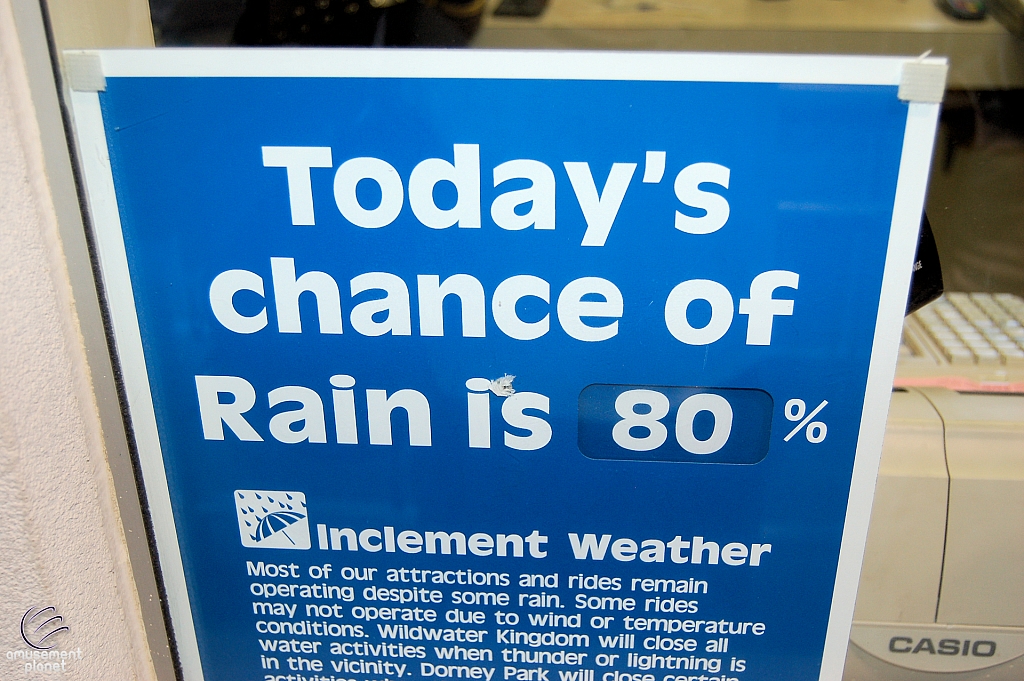 Today's
chance of
Rain is 80 %
Inclement Weather
Most of our attractions and rides remain
operating despite some rain. Some rides
may not operate due to wind or temperature
conditions. Wildwater Kingdom will close all
water activities when thunder or lightning is
in the vicinity. Dorney Park will close certain
CASIO
amusement
planet